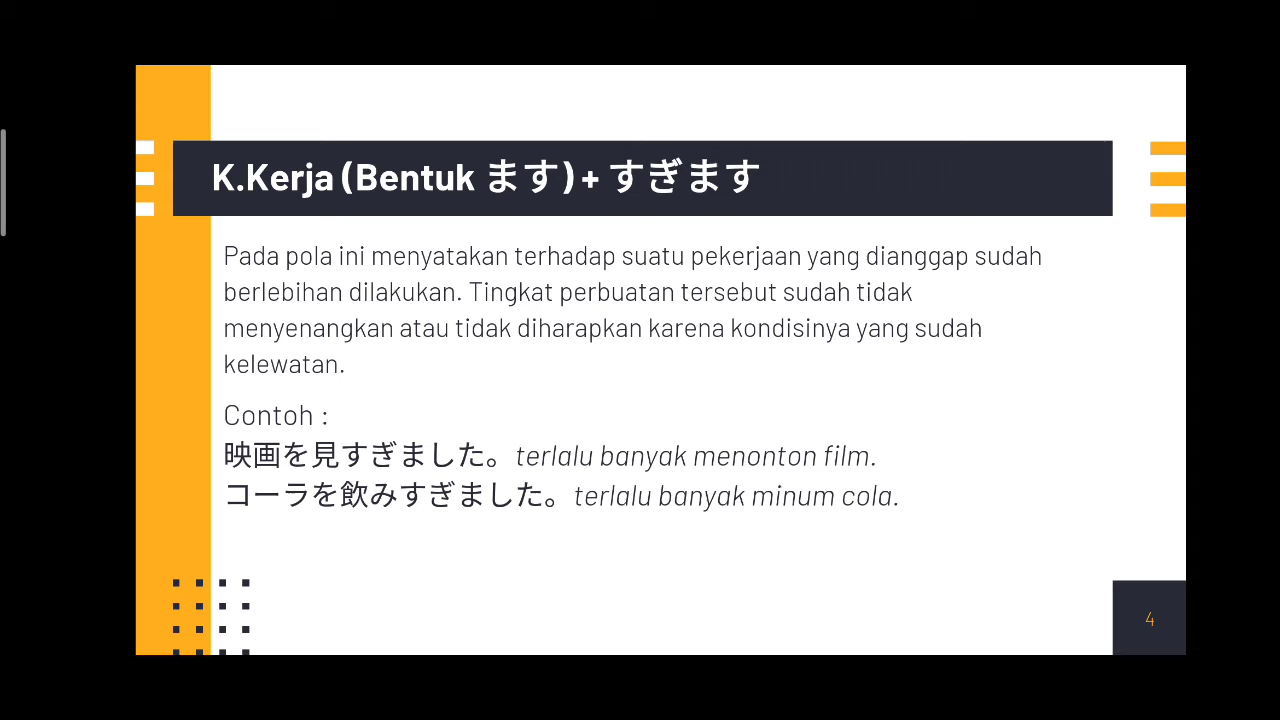 K.Kerja (Bentuk ます) + すぎます
Pada pola ini menyatakan terhadap suatu pekerjaan yang dianggap sudah
berlebihan dilakukan. Tingkat perbuatan tersebut sudah tidak
menyenangkan atau tidak diharapkan karena kondisinya yang sudah
kelewatan.
Contoh :
映画を見すぎました。terlalu banyak menonton film.
コーラを飲みすぎました。terlalu banyak minum cola.
4